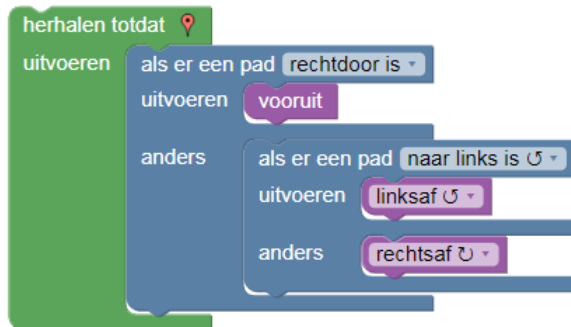 herhalen totdat
uitvoeren als er een pad rechtdoor is
uitvoeren vooruit
anders als er een pad naar links is ↺
uitvoeren linksaf ↺
anders rechtsaf ↻